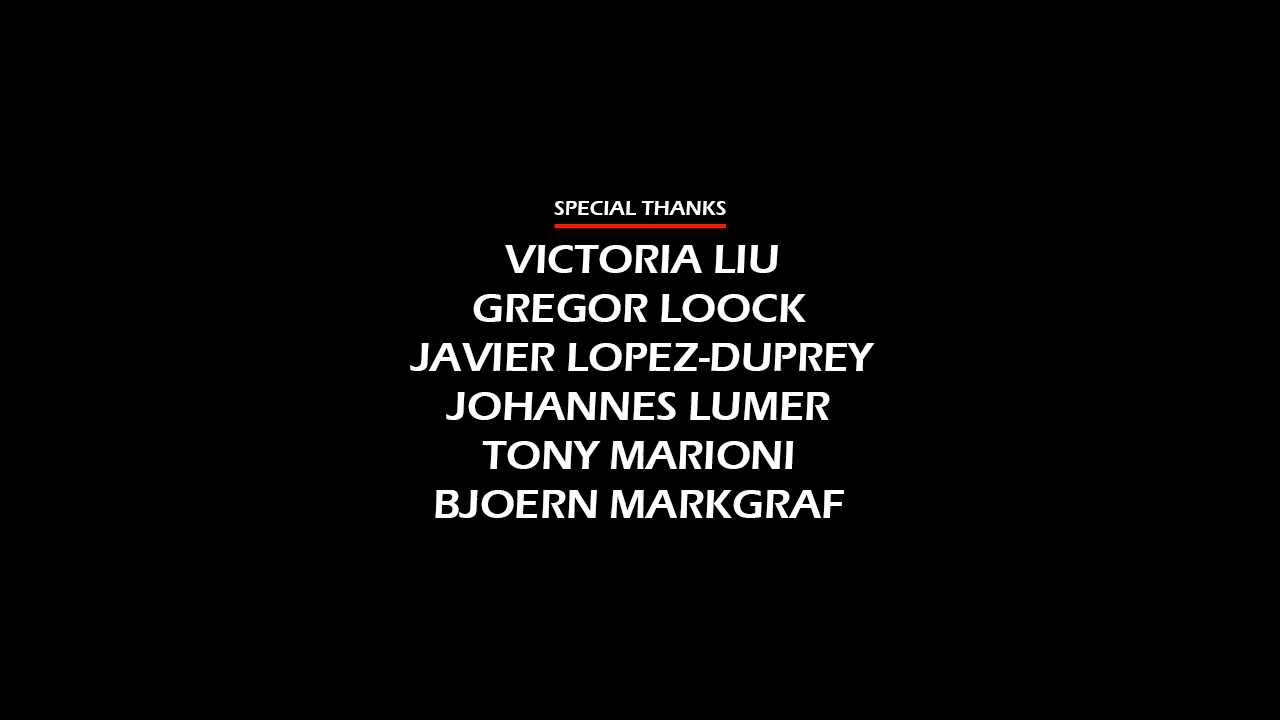 SPECIAL THANKS
VICTORIA LIU
GREGOR LOOCK
JAVIER LOPEZ-DUPREY
JOHANNES LUMER
TONY MARIONI
BJOERN MARKGRAF